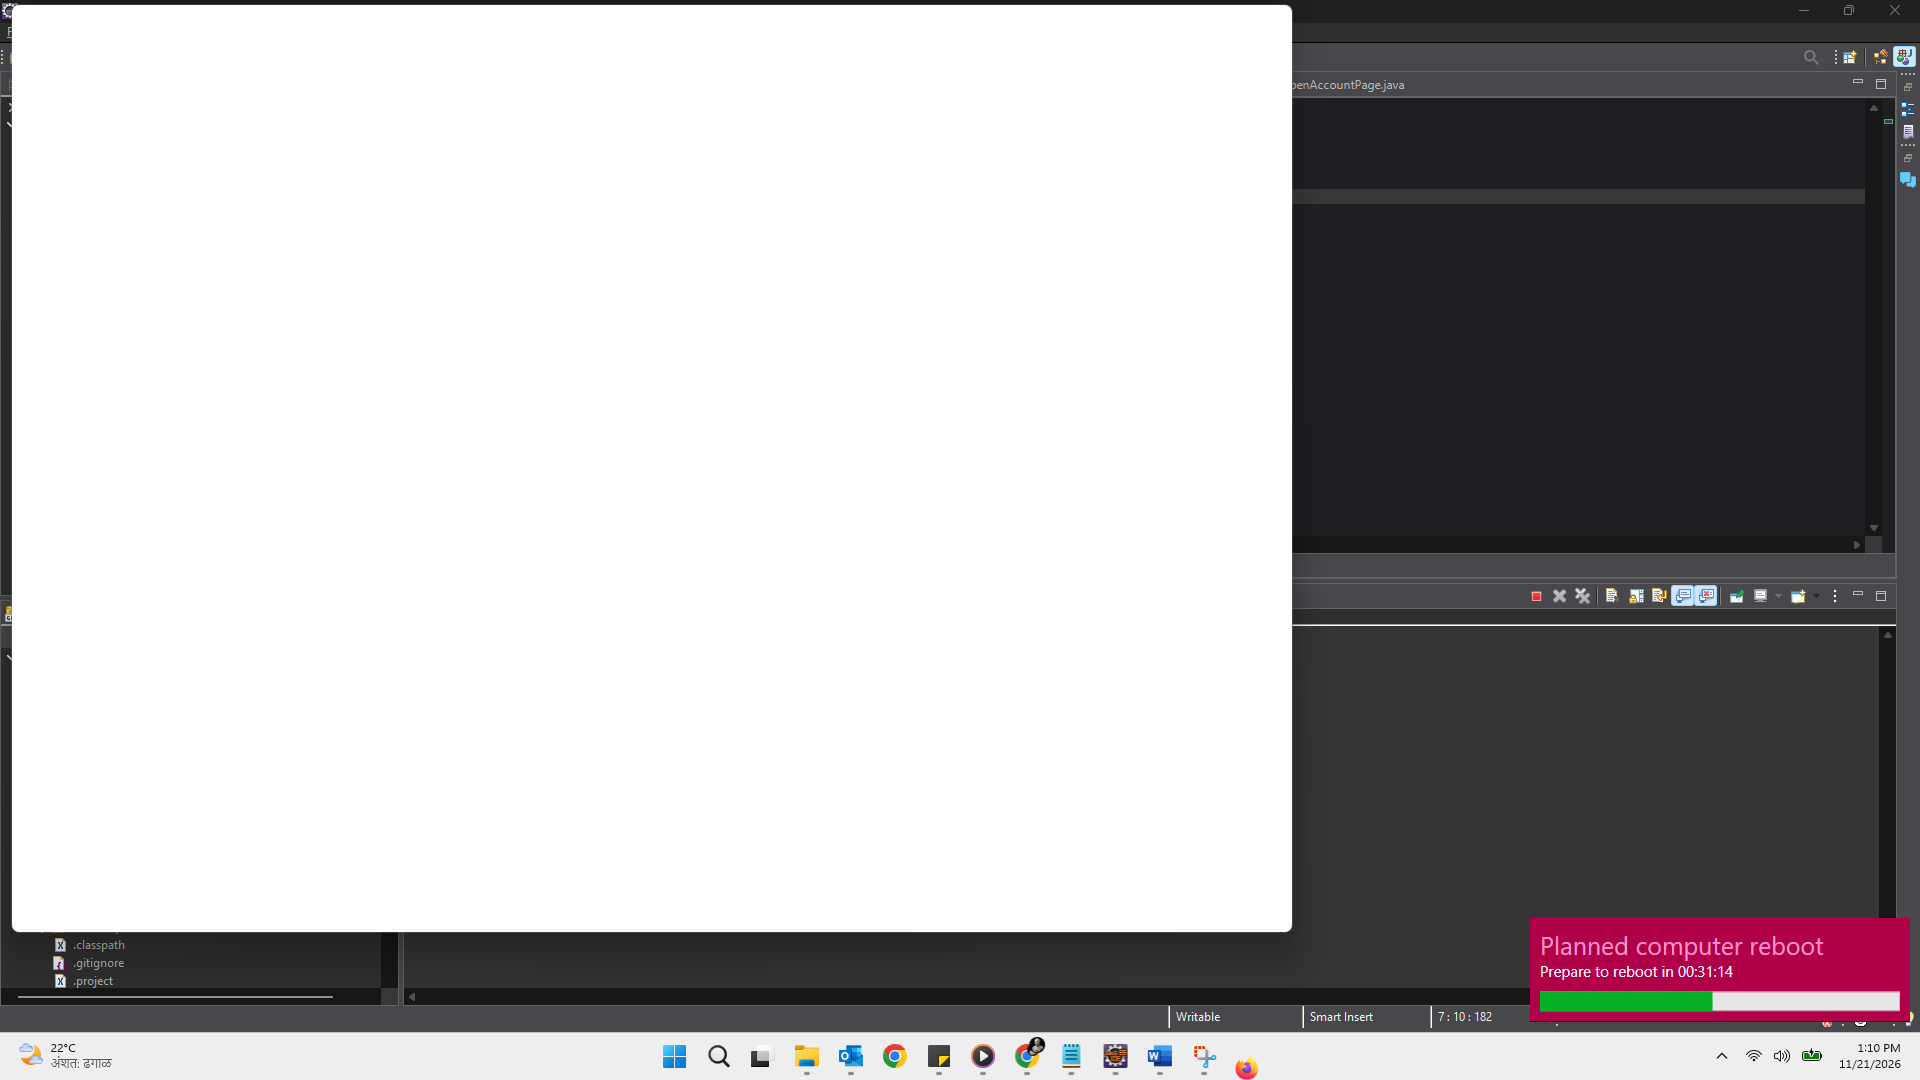 penAccountPage.java
.classpath
.gitignore
.project
Planned computer reboot
Prepare to reboot in 00:31:14
Writable
Smart Insert
7 : 10 : 182
22°C
अंशत: ढगाळ
1:10 PM
11/21/2026